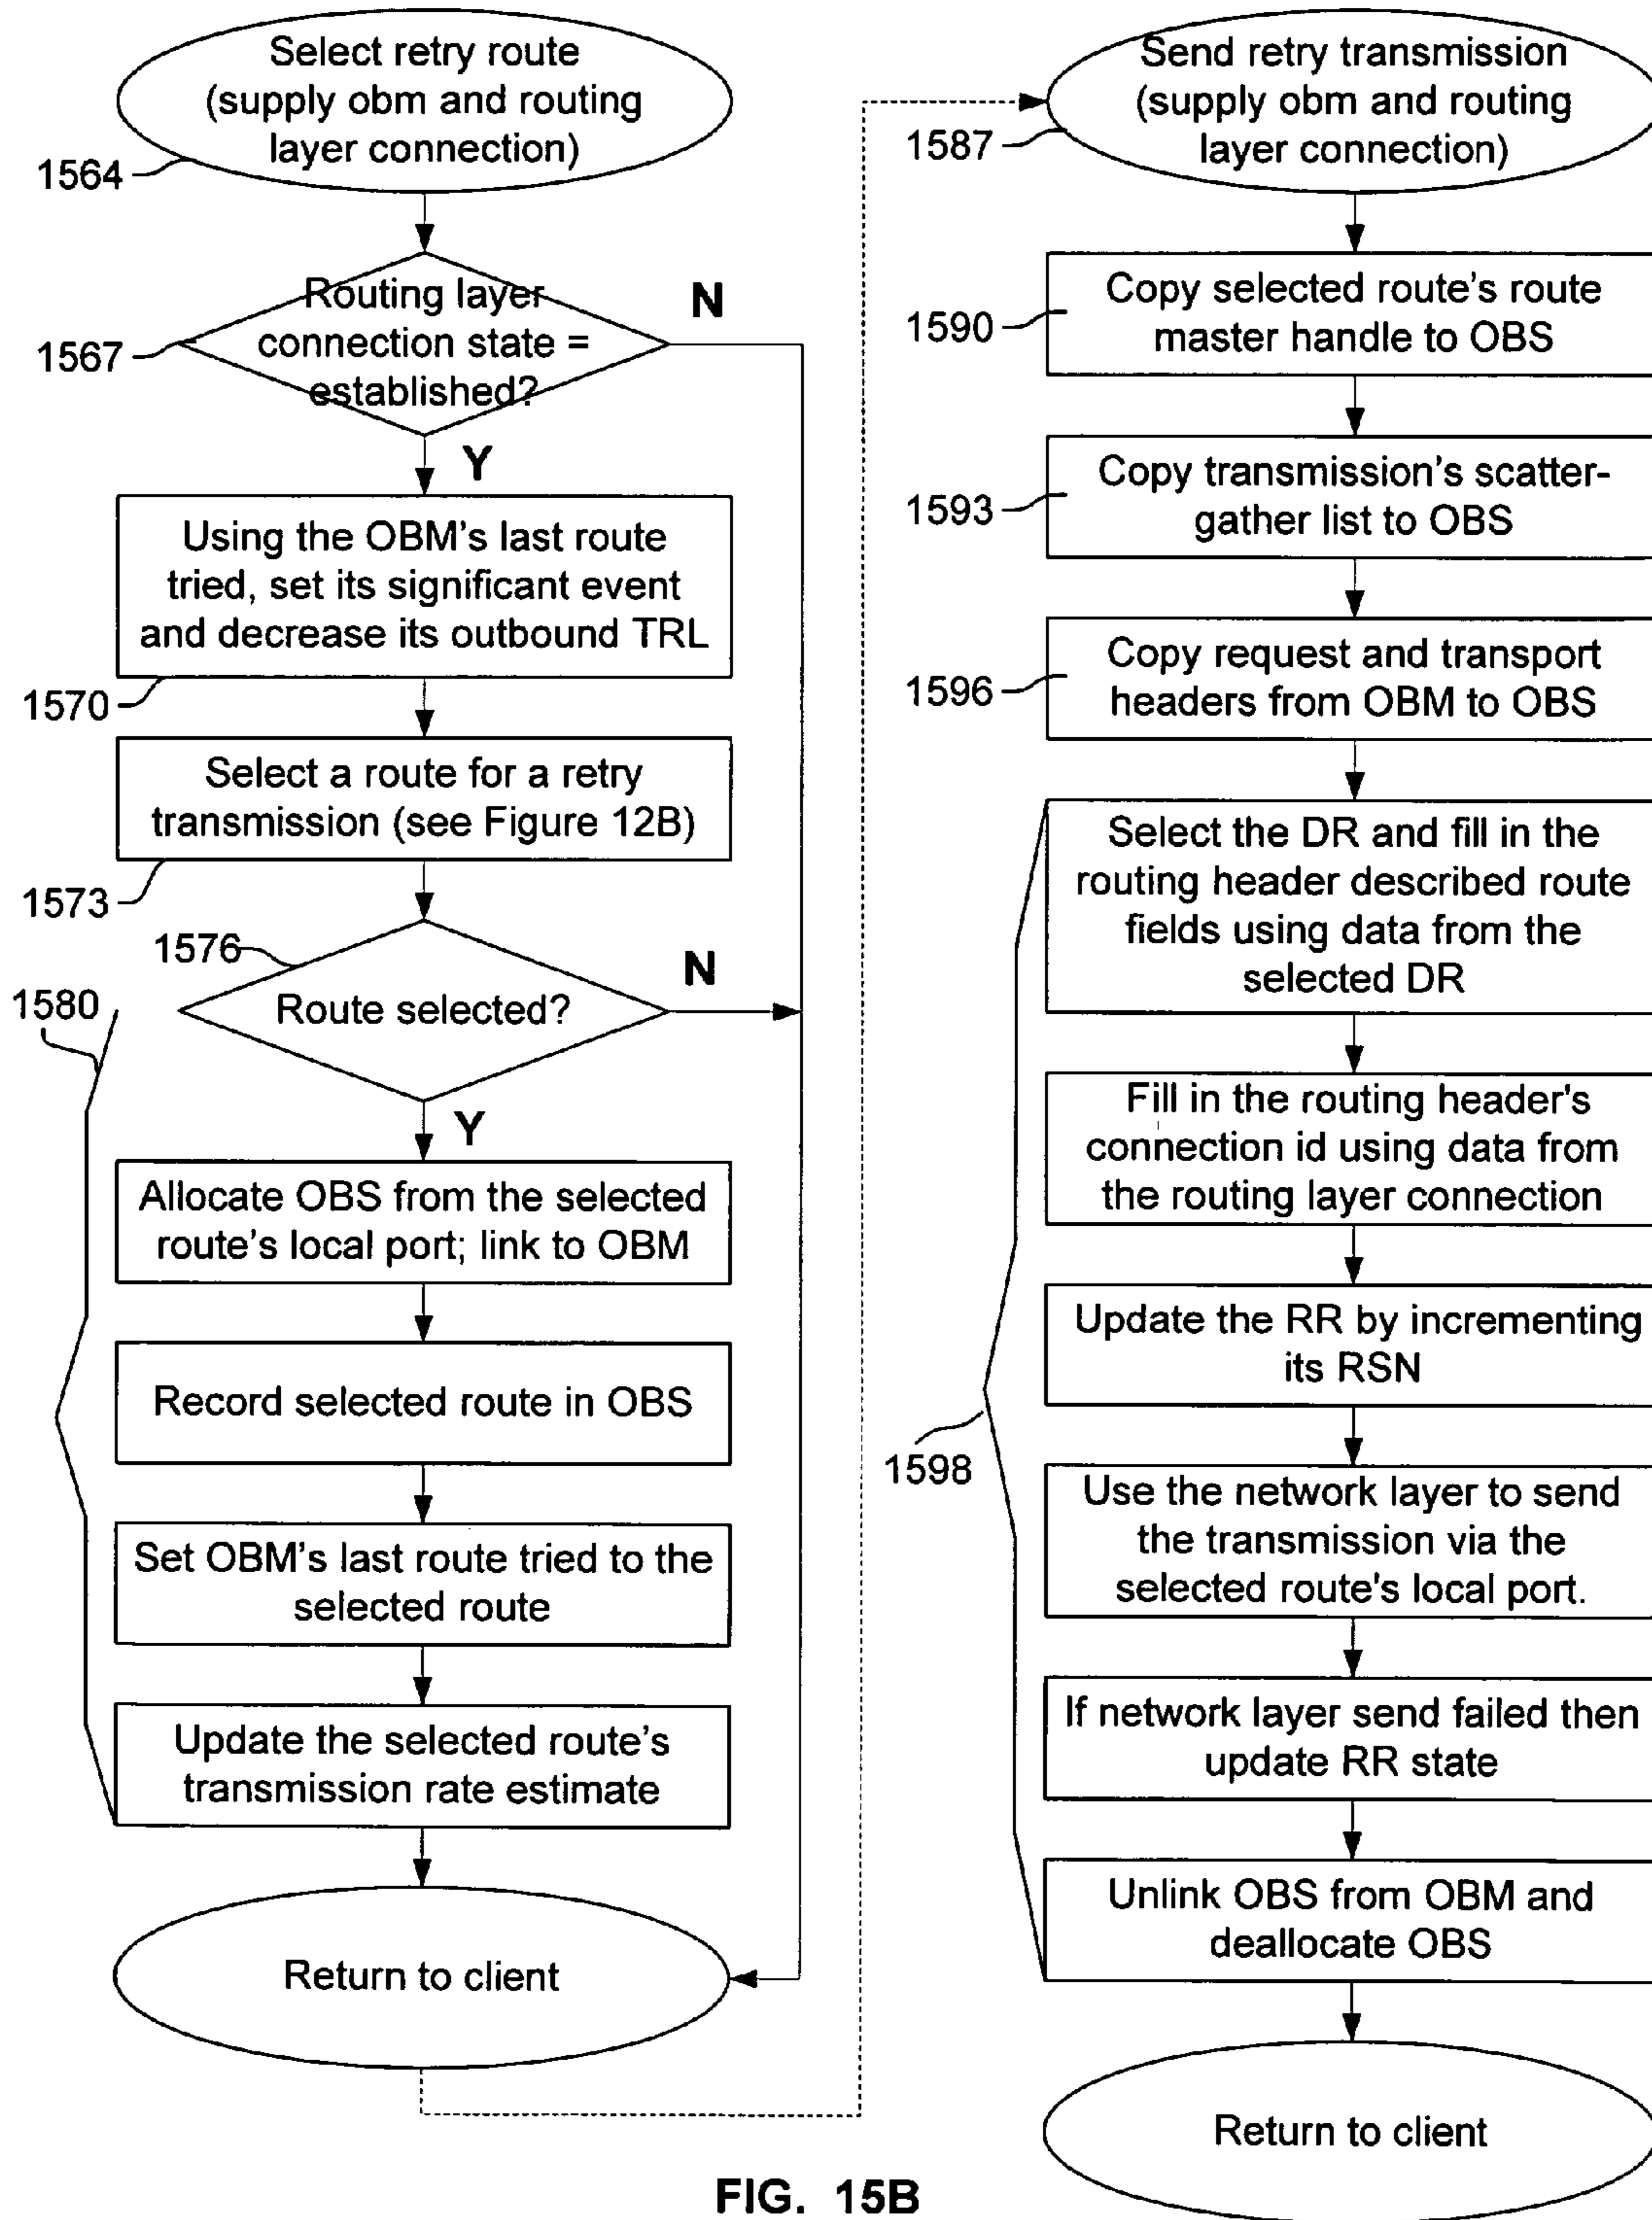 Select retry route
(supply obm and routing
layer connection)
1564
Routing layer
connection state =
established?
1567
N
Y
Using the OBM's last route
tried, set its significant event
and decrease its outbound TRL
1570
Select a route for a retry
transmission (see Figure 12B)
1573
1576
Route selected?
N
1580
Y
Allocate OBS from the selected
route's local port; link to OBM
Record selected route in OBS
Set OBM's last route tried to the
selected route
Update the selected route's
transmission rate estimate
Return to client
Send retry transmission
(supply obm and routing
layer connection)
1587
Copy selected route's route
master handle to OBS
1590
Copy transmission's scatter-
gather list to OBS
1593
Copy request and transport
headers from OBM to OBS
1596
Select the DR and fill in the
routing header described route
fields using data from the
selected DR
Fill in the routing header's
connection id using data from
the routing layer connection
Update the RR by incrementing
its RSN
1598
Use the network layer to send
the transmission via the
selected route's local port.
If network layer send failed then
update RR state
Unlink OBS from OBM and
deallocate OBS
Return to client
FIG. 15B